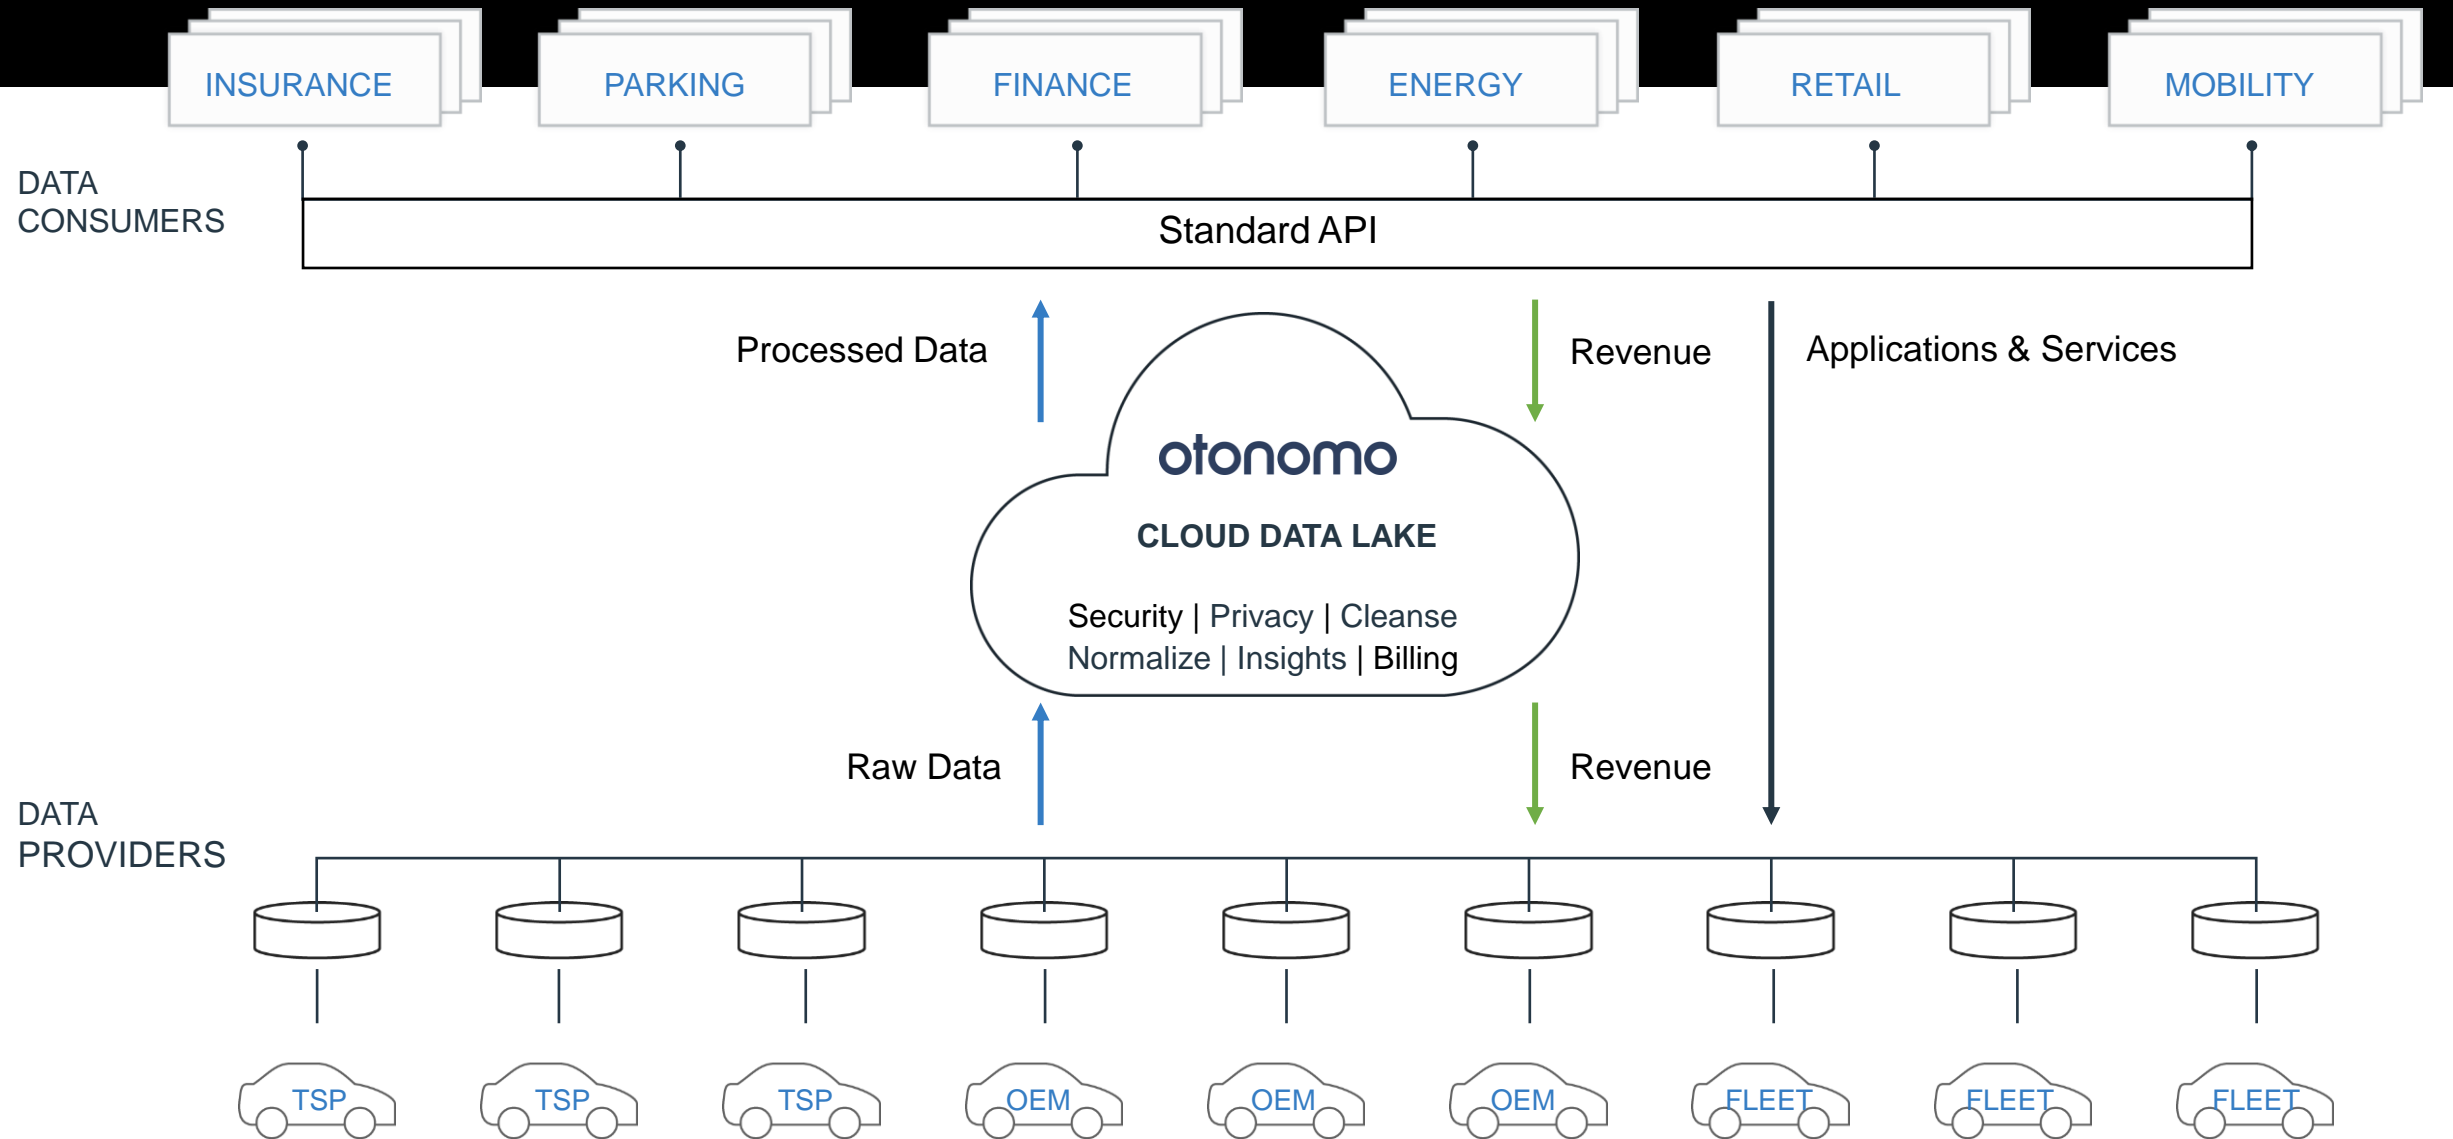 INSURANCE
PARKING
FINANCE
ENERGY
RETAIL
MOBILITY
DATA
CONSUMERS
Standard API
Processed Data
Revenue
Applications & Services
otonomo
CLOUD DATA LAKE
Security | Privacy | Cleanse
Normalize | Insights | Billing
Raw Data
Revenue
DATA
PROVIDERS
TSP
TSP
TSP
OEM
OEM
OEM
FLEET
FLEET
FLEET